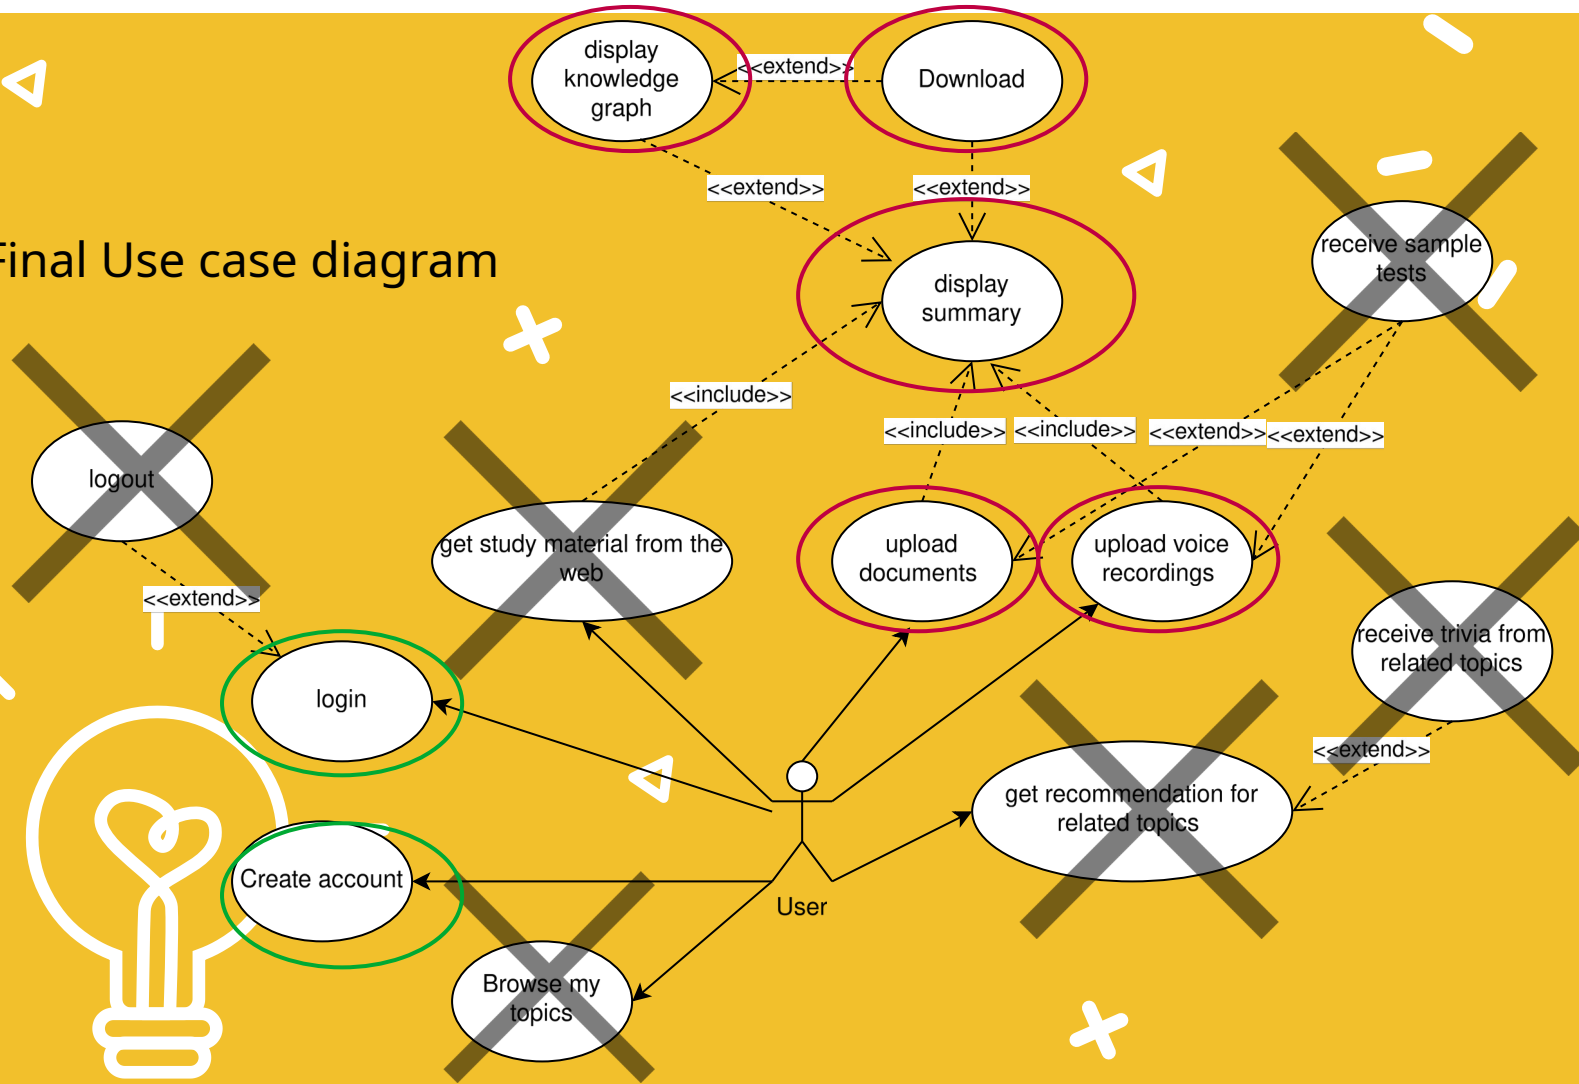 display
knowledge
graph
<<extend>>
Download
<<extend>>
<<extend>>
Final Use case diagram
display
summary
receive sample
tests
<<include>>
<<include>>
<<include>>
<<extend>>
<<extend>>
logout
get study material from the
web
upload
documents
upload voice
recordings
<<extend>>
receive trivia from
related topics
login
<<extend>>
get recommendation for
related topics
Create account
User
Browse my
topics